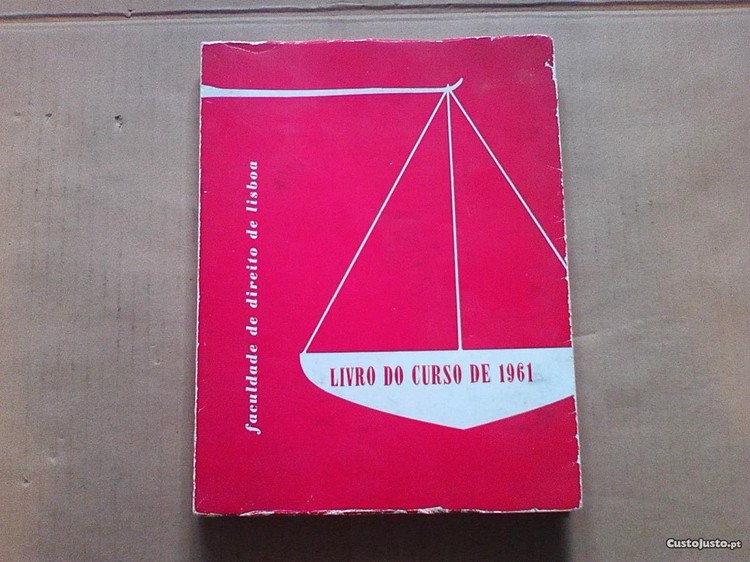 faculdade de direito de lisboa
LIVRO DO CURSO DE 1961
CustoJusto.pt